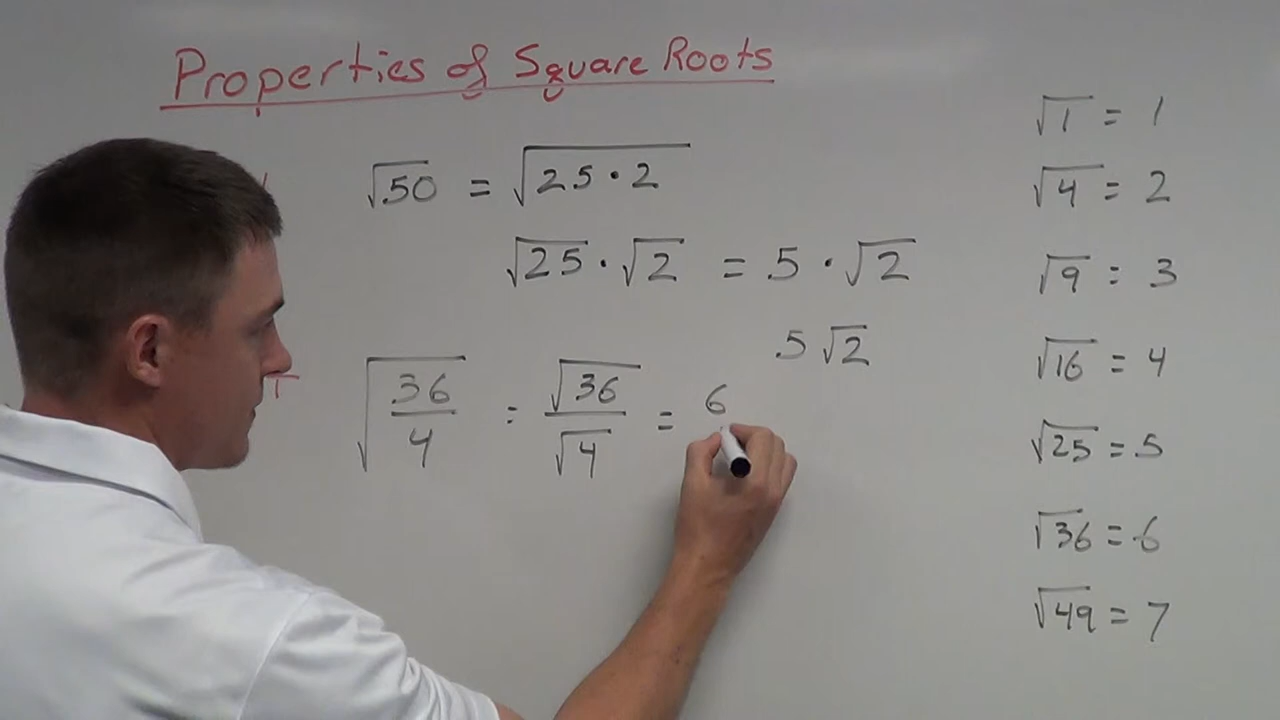 Properties of Square Roots
√50 = √25·2
√25·√2 = 5·√2
5√2
√36/4 = √36/√4 = 6
√1 = 1
√4 = 2
√9 = 3
√16 = 4
√25 = 5
√36 = 6
√49 = 7